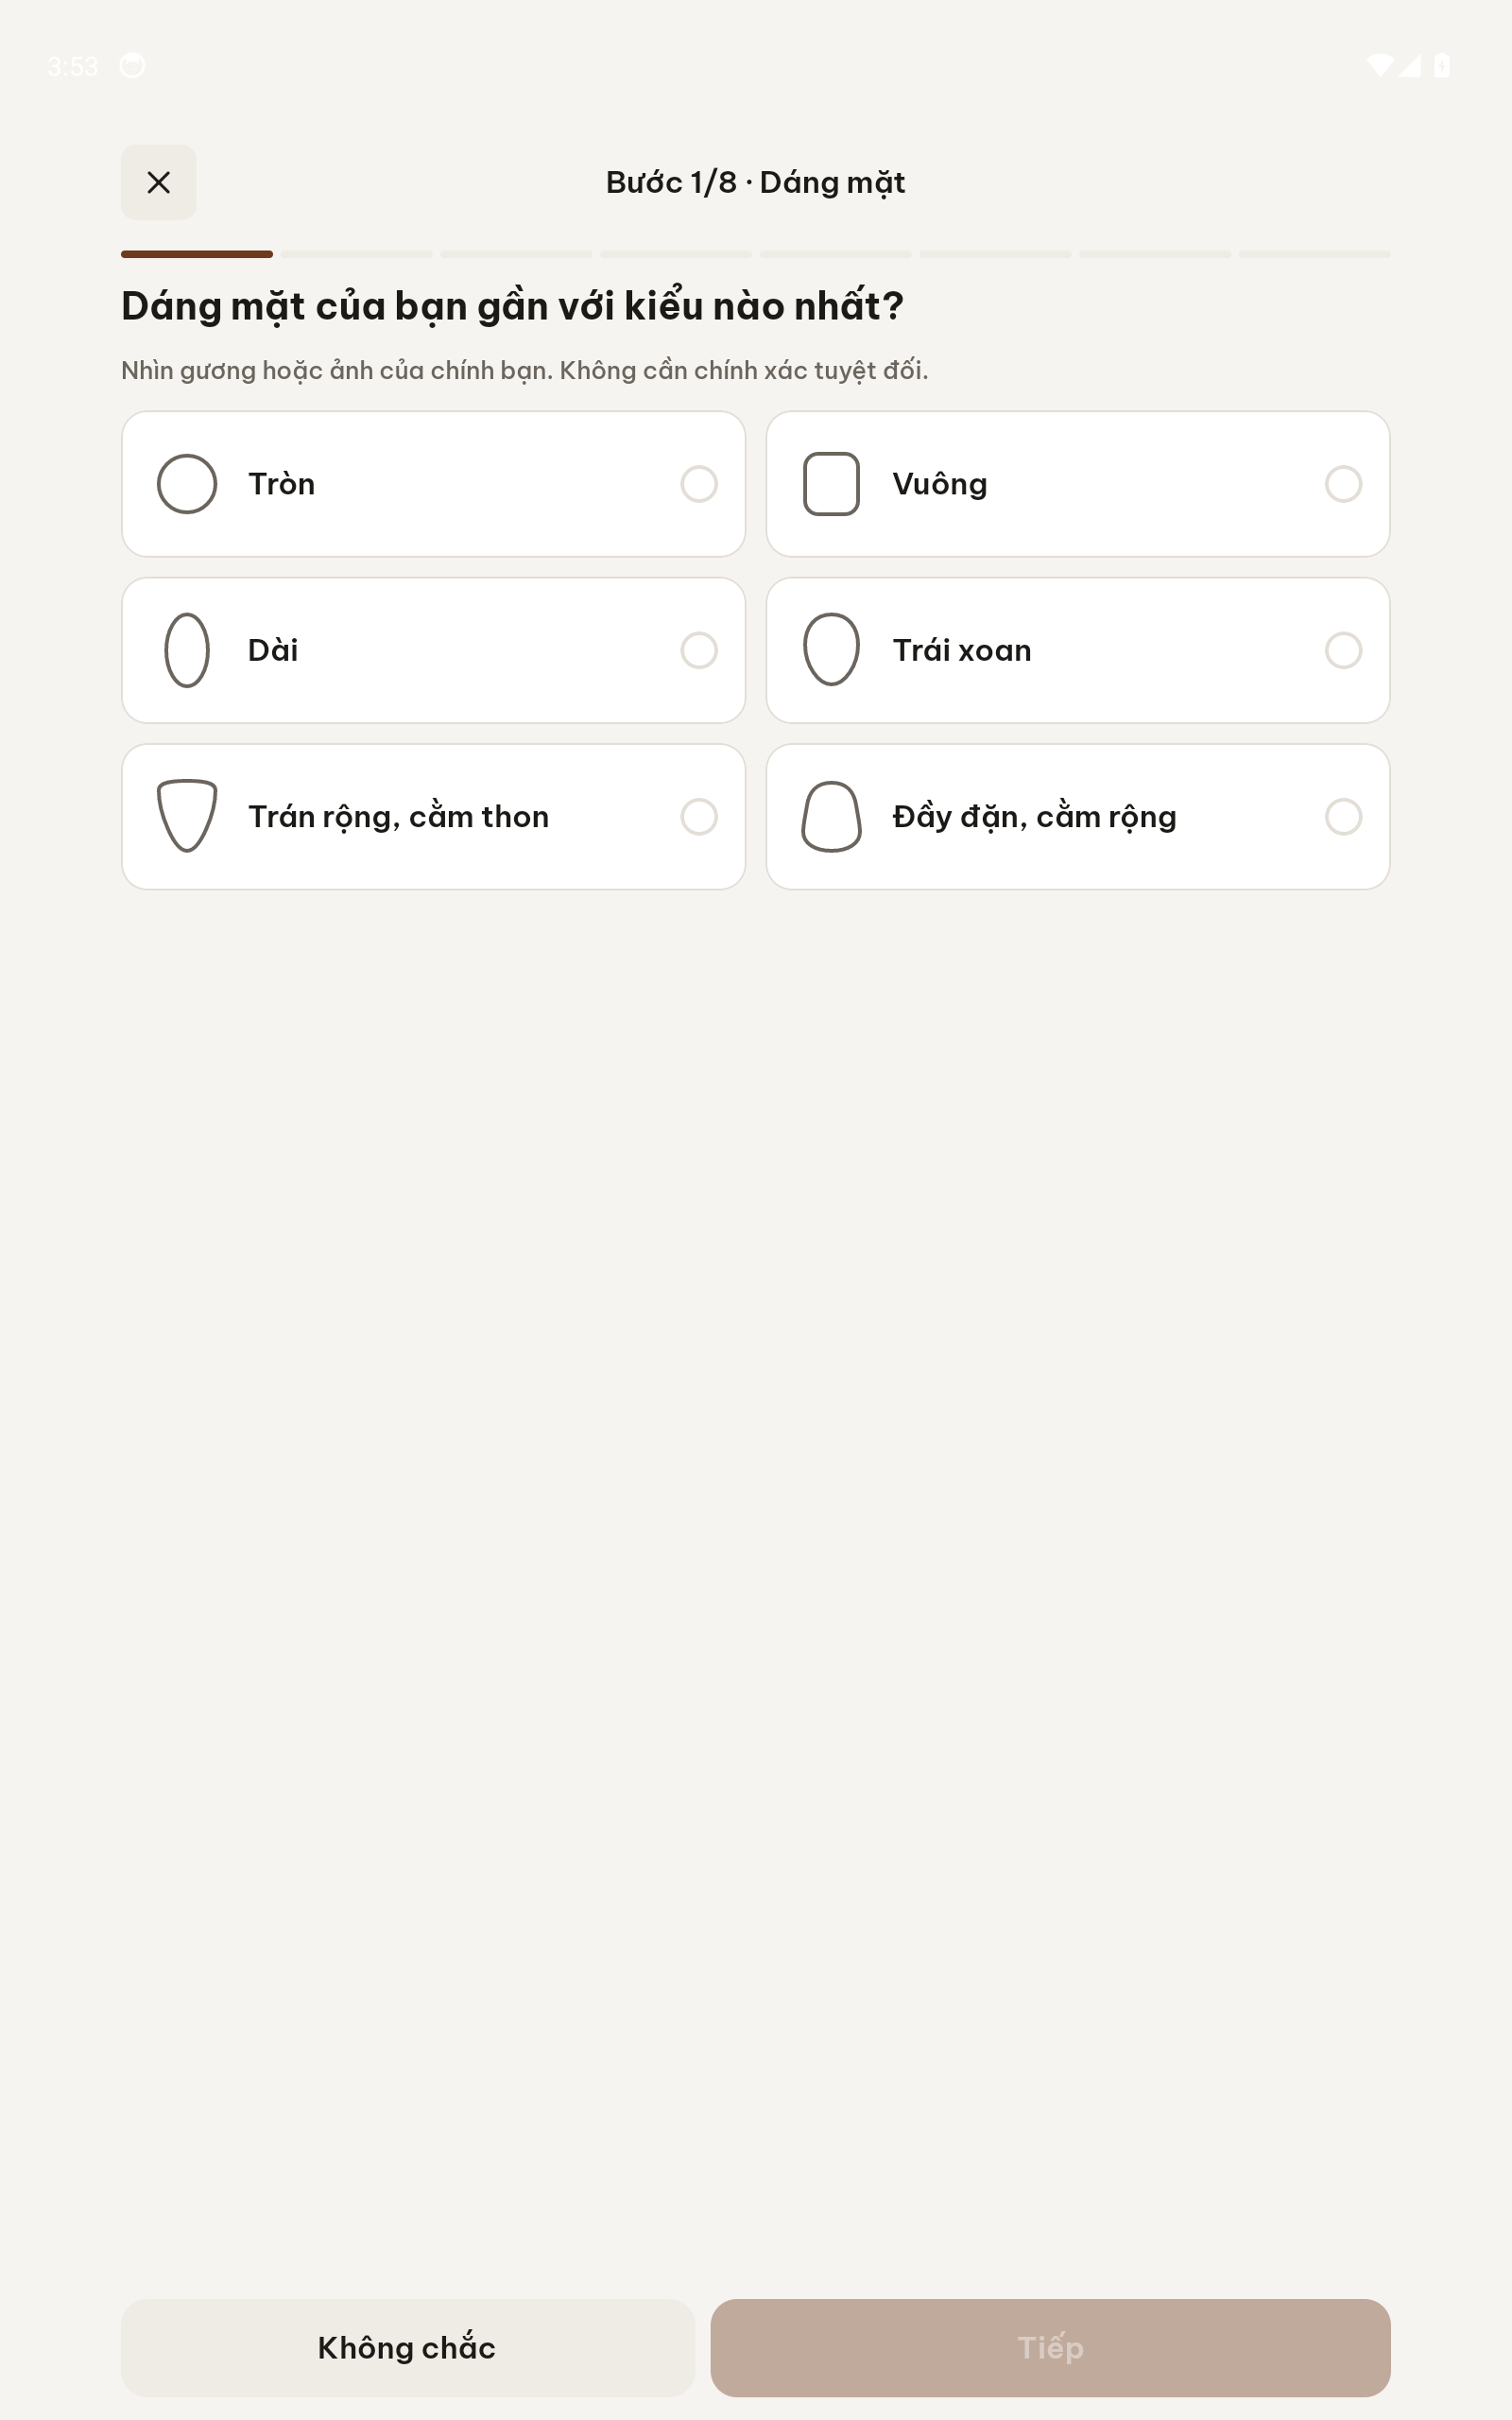 3:53
Bước 1/8 · Dáng mặt
Dáng mặt của bạn gần với kiểu nào nhất?
Nhìn gương hoặc ảnh của chính bạn. Không cần chính xác tuyệt đối.
Tròn
Vuông
Dài
Trái xoan
Trán rộng, cằm thon
Đầy đặn, cằm rộng
Không chắc
Tiếp